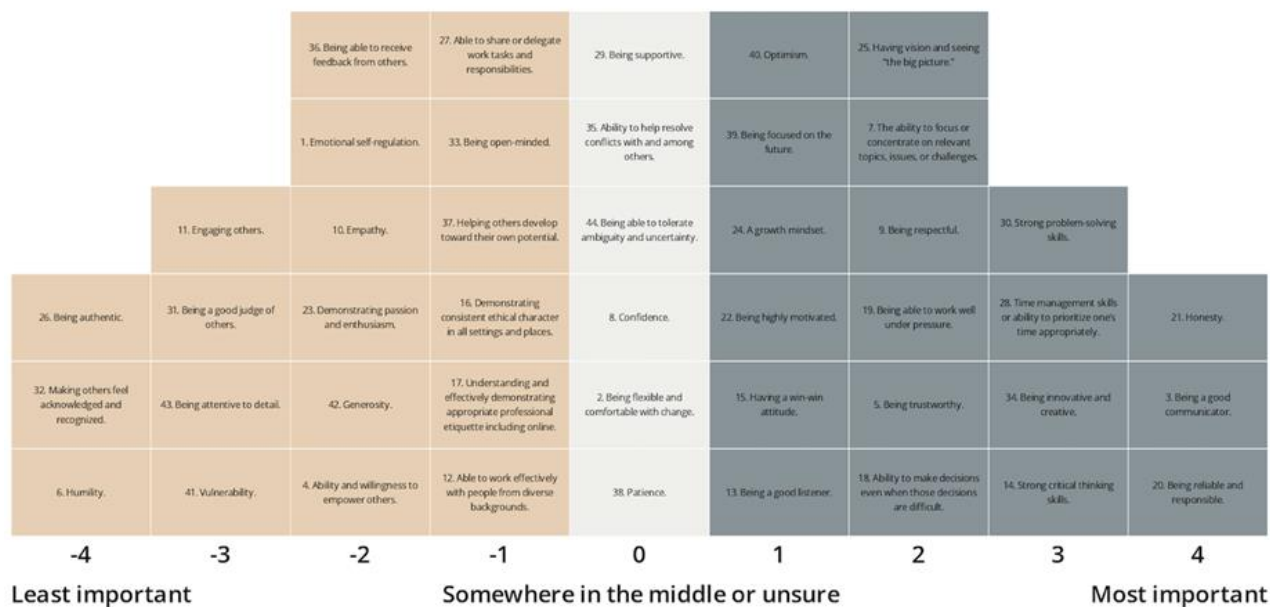 36. Being able to receive
feedback from others.
27. Able to share or delegate
work tasks and
responsibilities.
29. Being supportive.
40. Optimism.
25. Having vision and seeing
"the big picture."
1. Emotional self-regulation.
33. Being open-minded.
35. Ability to help resolve
conflicts with and among
others.
39. Being focused on the
future.
7. The ability to focus or
concentrate on relevant
topics, issues, or challenges.
11. Engaging others.
10. Empathy.
37. Helping others develop
toward their own potential.
44. Being able to tolerate
ambiguity and uncertainty.
24. A growth mindset.
9. Being respectful.
30. Strong problem-solving
skills.
26. Being authentic.
31. Being a good judge of
others.
23. Demonstrating passion
and enthusiasm.
16. Demonstrating
consistent ethical character
in all settings and places.
8. Confidence.
22. Being highly motivated.
19. Being able to work well
under pressure.
28. Time management skills
or ability to prioritize one's
time appropriately.
21. Honesty.
32. Making others feel
acknowledged and
recognized.
43. Being attentive to detail.
42. Generosity.
17. Understanding and
effectively demonstrating
appropriate professional
etiquette including online.
2. Being flexible and
comfortable with change.
15. Having a win-win
attitude.
5. Being trustworthy.
34. Being innovative and
creative.
3. Being a good
communicator.
6. Humility.
41. Vulnerability.
4. Ability and willingness to
empower others.
12. Able to work effectively
with people from diverse
backgrounds.
38. Patience.
13. Being a good listener.
18. Ability to make decisions
even when those decisions
are difficult.
14. Strong critical thinking
skills.
20. Being reliable and
responsible.
-4 -3 -2 -1 0 1 2 3 4
Least important Somewhere in the middle or unsure Most important